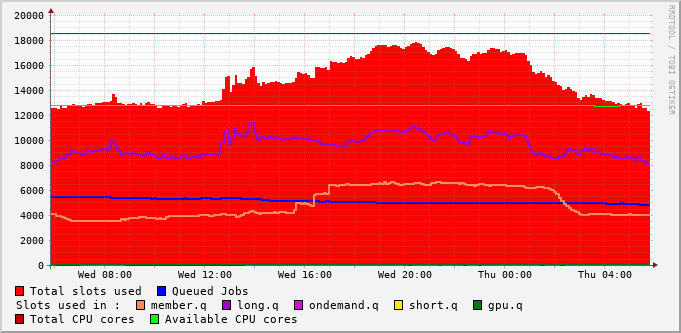 20000
18000
16000
14000
12000
10000
8000
6000
4000
2000
0
Wed 08:00 Wed 12:00 Wed 16:00 Wed 20:00 Thu 00:00 Thu 04:00
RRDTOOL / TOBI OETIKER
Total slots used Queued Jobs
Slots used in : member.q long.q ondemand.q short.q gpu.q
Total CPU cores Available CPU cores